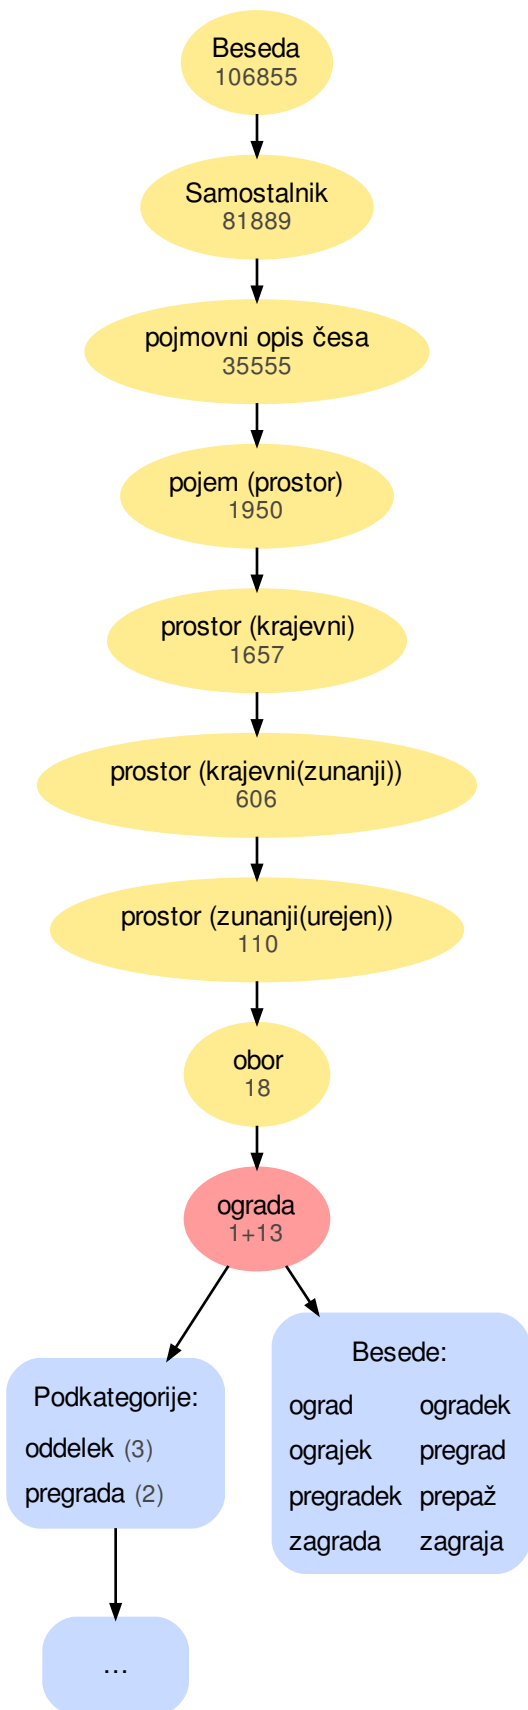 Beseda
106855
Samostalnik
81889
pojmovni opis česa
35555
pojem (prostor)
1950
prostor (krajevni)
1657
prostor (krajevni(zunanji))
606
prostor (zunanji(urejen))
110
obor
18
ograda
1+13
Podkategorije:
oddelek (3)
pregrada (2)
...
Besede:
ograd ogradek
ograjek pregrad
pregradek prepaž
zagrada zagraja